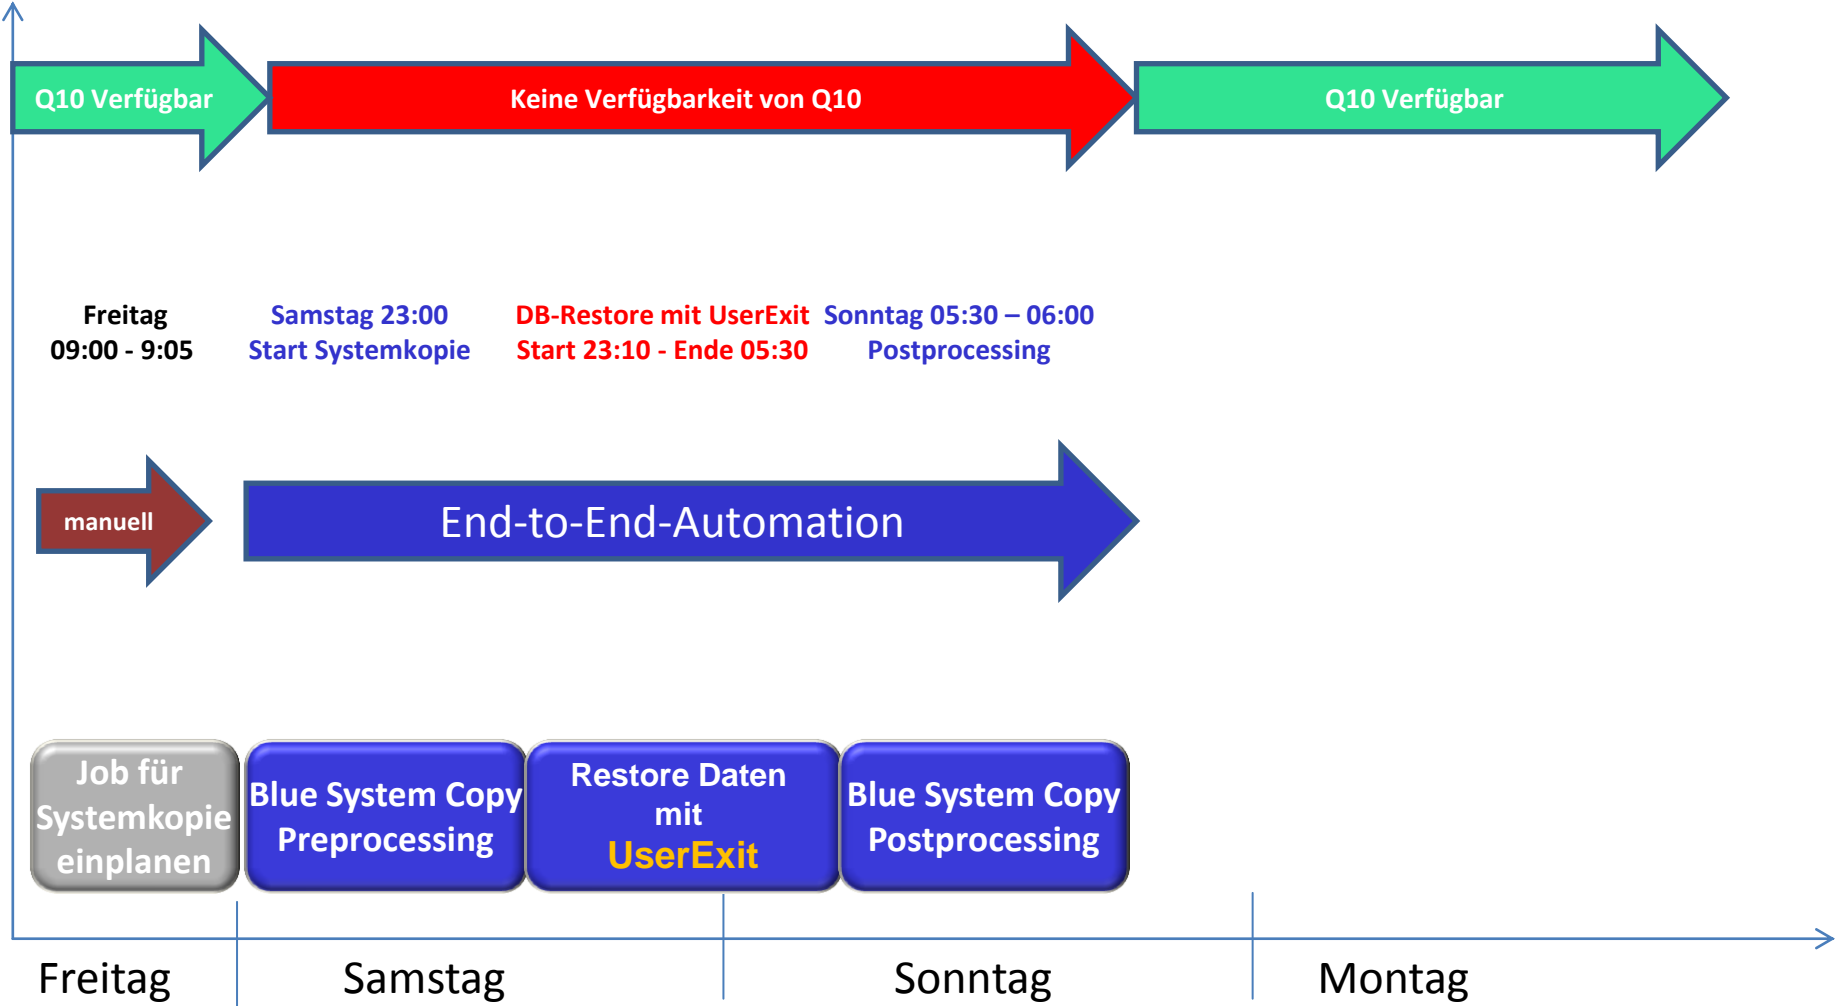 Q10 Verfügbar
Keine Verfügbarkeit von Q10
Q10 Verfügbar
Freitag
09:00 - 9:05
Samstag 23:00
Start Systemkopie
DB-Restore mit UserExit
Start 23:10 - Ende 05:30
Sonntag 05:30 – 06:00
Postprocessing
manuell
End-to-End-Automation
Job für
Systemkopie
einplanen
Blue System Copy
Preprocessing
Restore Daten
mit
UserExit
Blue System Copy
Postprocessing
Freitag
Samstag
Sonntag
Montag